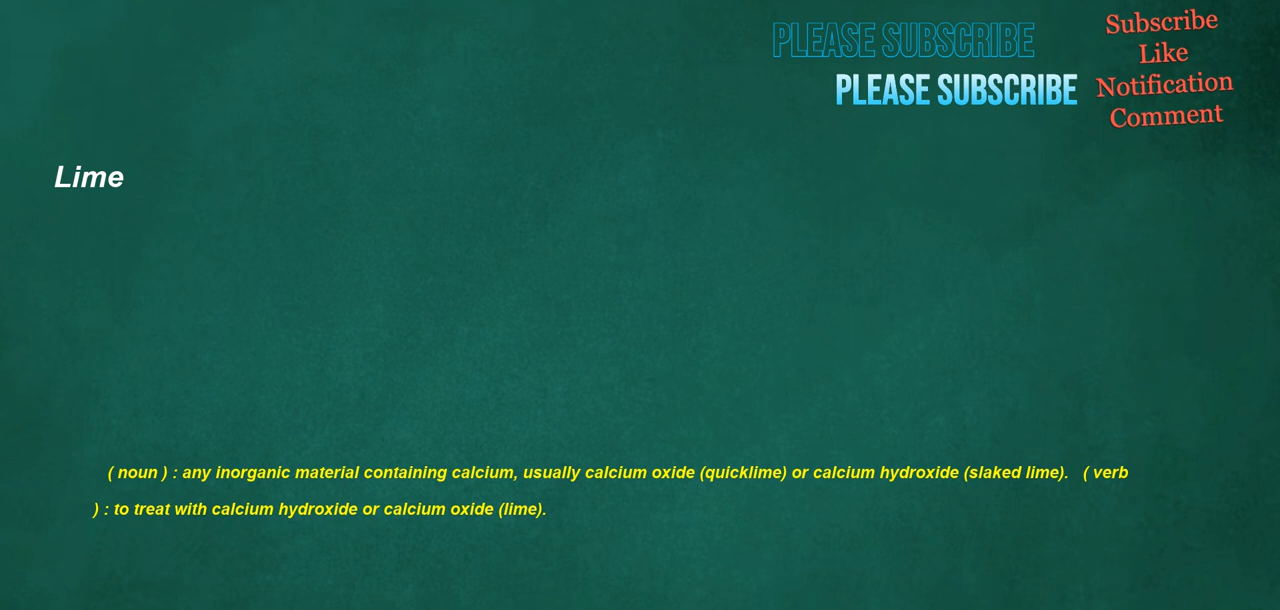 PLEASE SUBSCRIBE
PLEASE SUBSCRIBE
Subscribe
Like
Notification
Comment
Lime
( noun ) : any inorganic material containing calcium, usually calcium oxide (quicklime) or calcium hydroxide (slaked lime).   ( verb
) : to treat with calcium hydroxide or calcium oxide (lime).